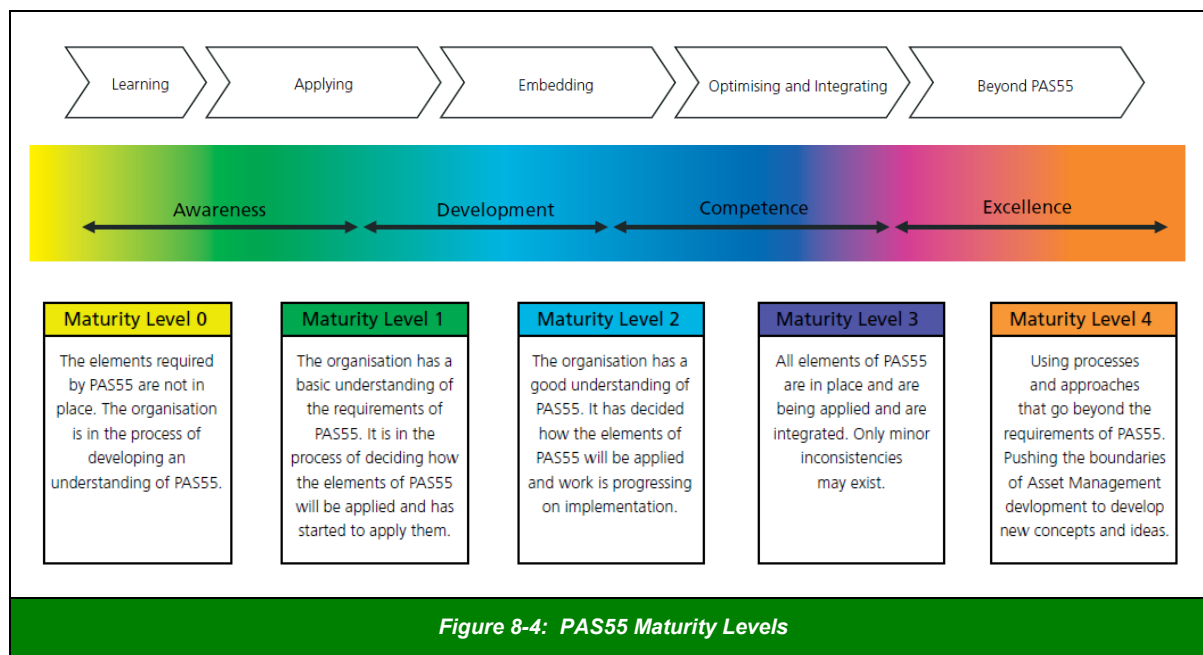 Learning
Applying
Embedding
Optimising and Integrating
Beyond PAS55
Awareness
Development
Competence
Excellence
Maturity Level 0
The elements required
by PAS55 are not in
place. The organisation
is in the process of
developing an
understanding of PAS55.
Maturity Level 1
The organisation has a
basic understanding of
the requirements of
PAS55. It is in the
process of deciding how
the elements of PAS55
will be applied and has
started to apply them.
Maturity Level 2
The organisation has a
good understanding of
PAS55. It has decided
how the elements of
PAS55 will be applied
and work is progressing
on implementation.
Maturity Level 3
All elements of PAS55
are in place and are
being applied and are
integrated. Only minor
inconsistencies
may exist.
Maturity Level 4
Using processes
and approaches
that go beyond the
requirements of PAS55.
Pushing the boundaries
of Asset Management
devlopment to develop
new concepts and ideas.
Figure 8-4: PAS55 Maturity Levels